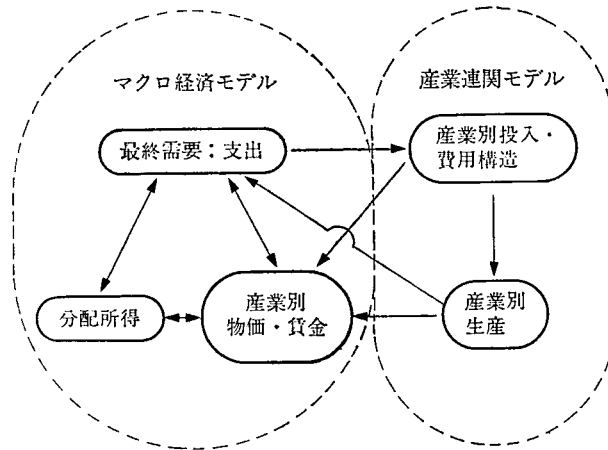 マクロ経済モデル
産業連関モデル
最終需要：支出
産業別投入・
費用構造
分配所得
産業別
物価・賃金
産業別
生産